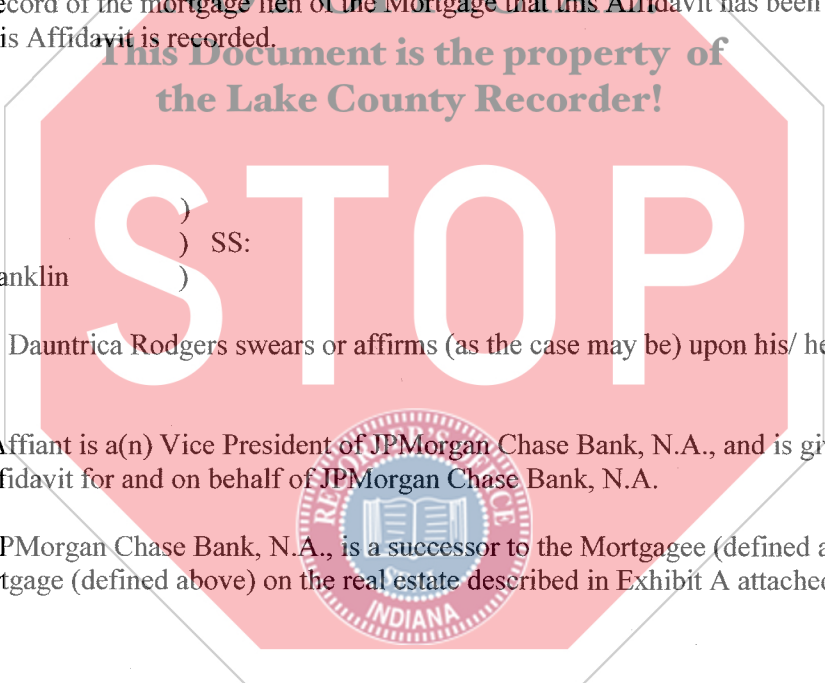 ecord of the mortgage lien of the Mortgage that this Affidavit has been
is Affidavit is recorded.
This Document is the property of
the Lake County Recorder!
STOP
)
) SS:
anklin )
Dauntrica Rodgers swears or affirms (as the case may be) upon his/ he
Affiant is a(n) Vice President of JPMorgan Chase Bank, N.A., and is gi
fidavit for and on behalf of JPMorgan Chase Bank, N.A.
PMorgan Chase Bank, N.A., is a successor to the Mortgagee (defined a
tgage (defined above) on the real estate described in Exhibit A attached
RECORDER'S OFFICE
INDIANA